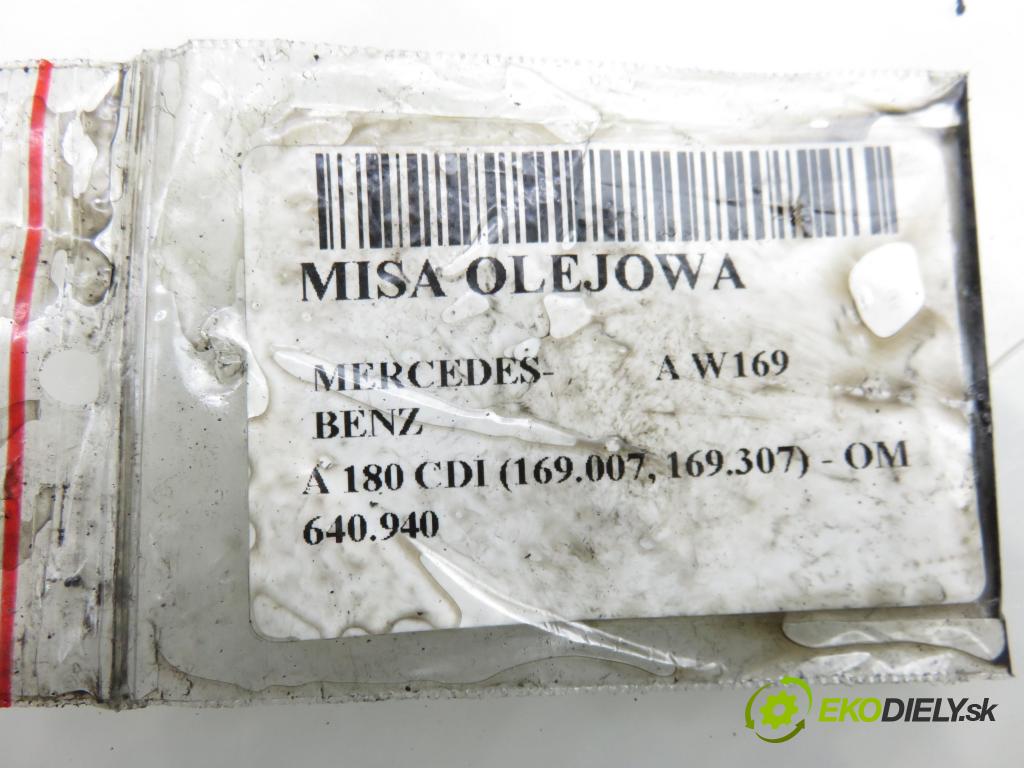 MISA OLEJOWA
MERCEDES- A W169
BENZ
A 180 CDI (169.007, 169.307) - OM
640.940
EKODIELY.sk